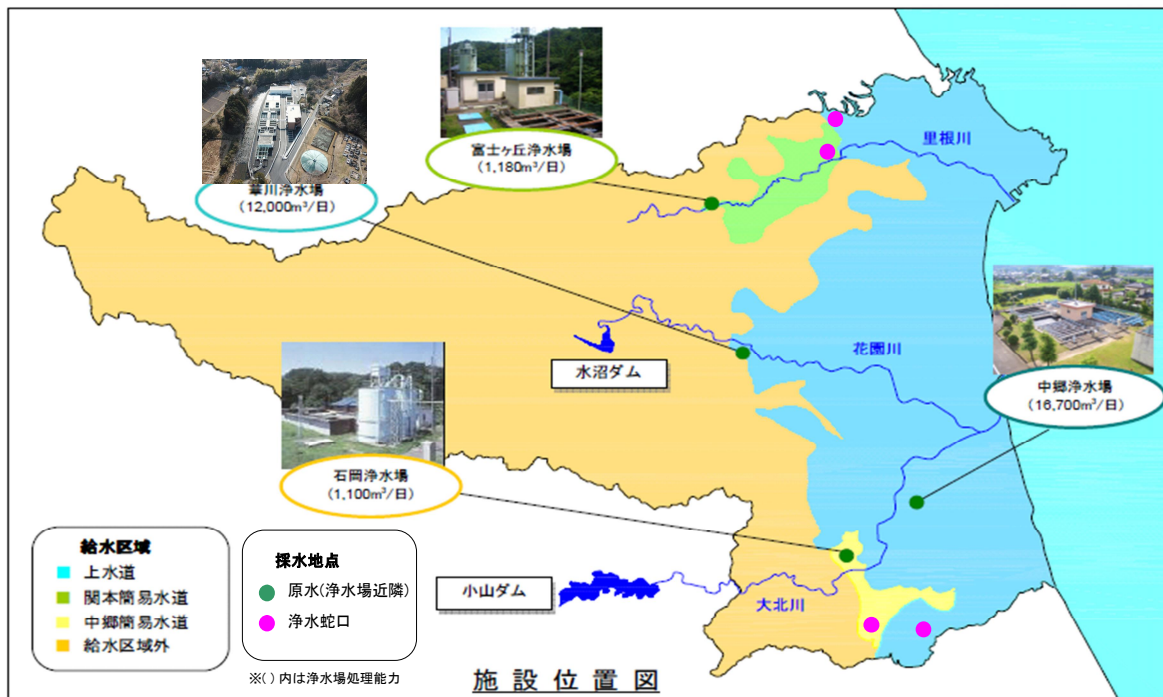 富士ヶ丘浄水場
(1,180m³/日)
華川浄水場
(12,000m³/日)
里根川
花園川
水沼ダム
中郷浄水場
(16,700m³/日)
石岡浄水場
(1,100m³/日)
給水区域
上水道
関本簡易水道
中郷簡易水道
給水区域外
採水地点
原水(浄水場近隣)
浄水蛇口
※( )内は浄水場処理能力
小山ダム
大北川
施設位置図